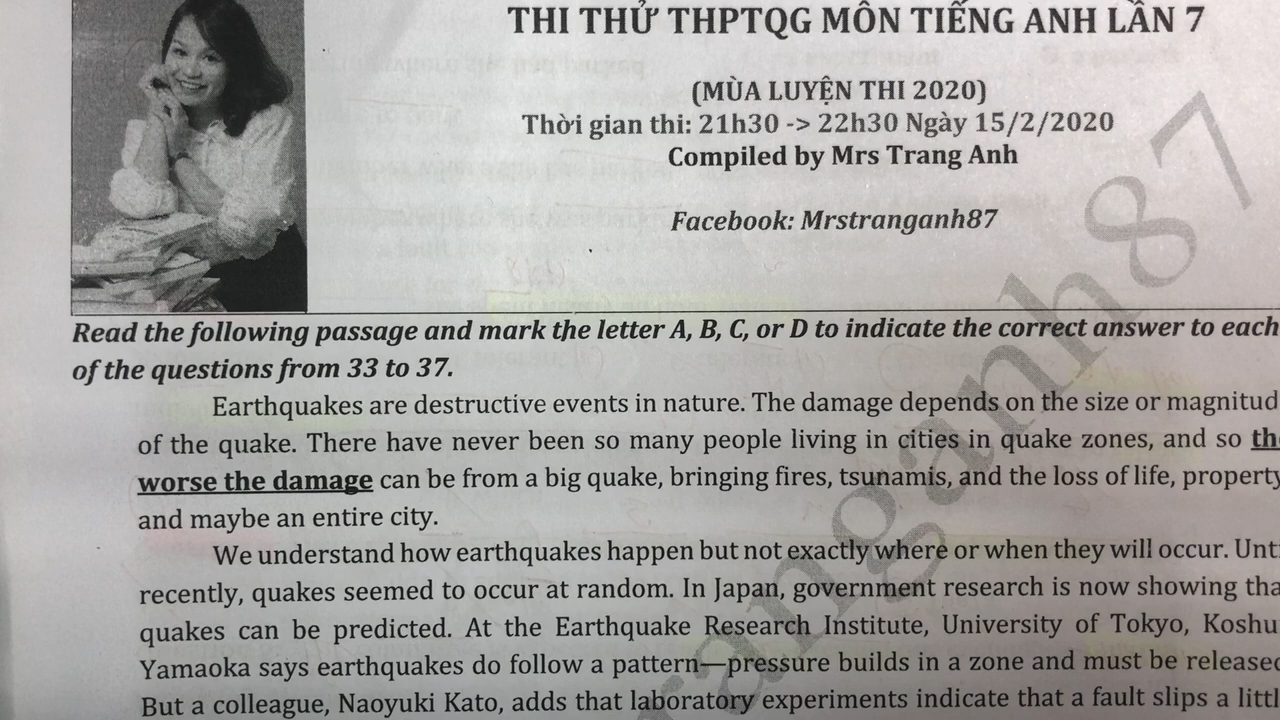 THI THỬ THPTQG MÔN TIẾNG ANH LẦN 7
(MÙA LUYỆN THI 2020)
Thời gian thi: 21h30 -> 22h30 Ngày 15/2/2020
Compiled by Mrs Trang Anh
Facebook: Mrstranganh87
Read the following passage and mark the letter A, B, C, or D to indicate the correct answer to each
of the questions from 33 to 37.
Earthquakes are destructive events in nature. The damage depends on the size or magnitud
of the quake. There have never been so many people living in cities in quake zones, and so th
worse the damage can be from a big quake, bringing fires, tsunamis, and the loss of life, property
and maybe an entire city.
We understand how earthquakes happen but not exactly where or when they will occur. Unti
recently, quakes seemed to occur at random. In Japan, government research is now showing tha
quakes can be predicted. At the Earthquake Research Institute, University of Tokyo, Koshu
Yamaoka says earthquakes do follow a pattern—pressure builds in a zone and must be released
But a colleague, Naoyuki Kato, adds that laboratory experiments indicate that a fault slips a littl
ranganh87